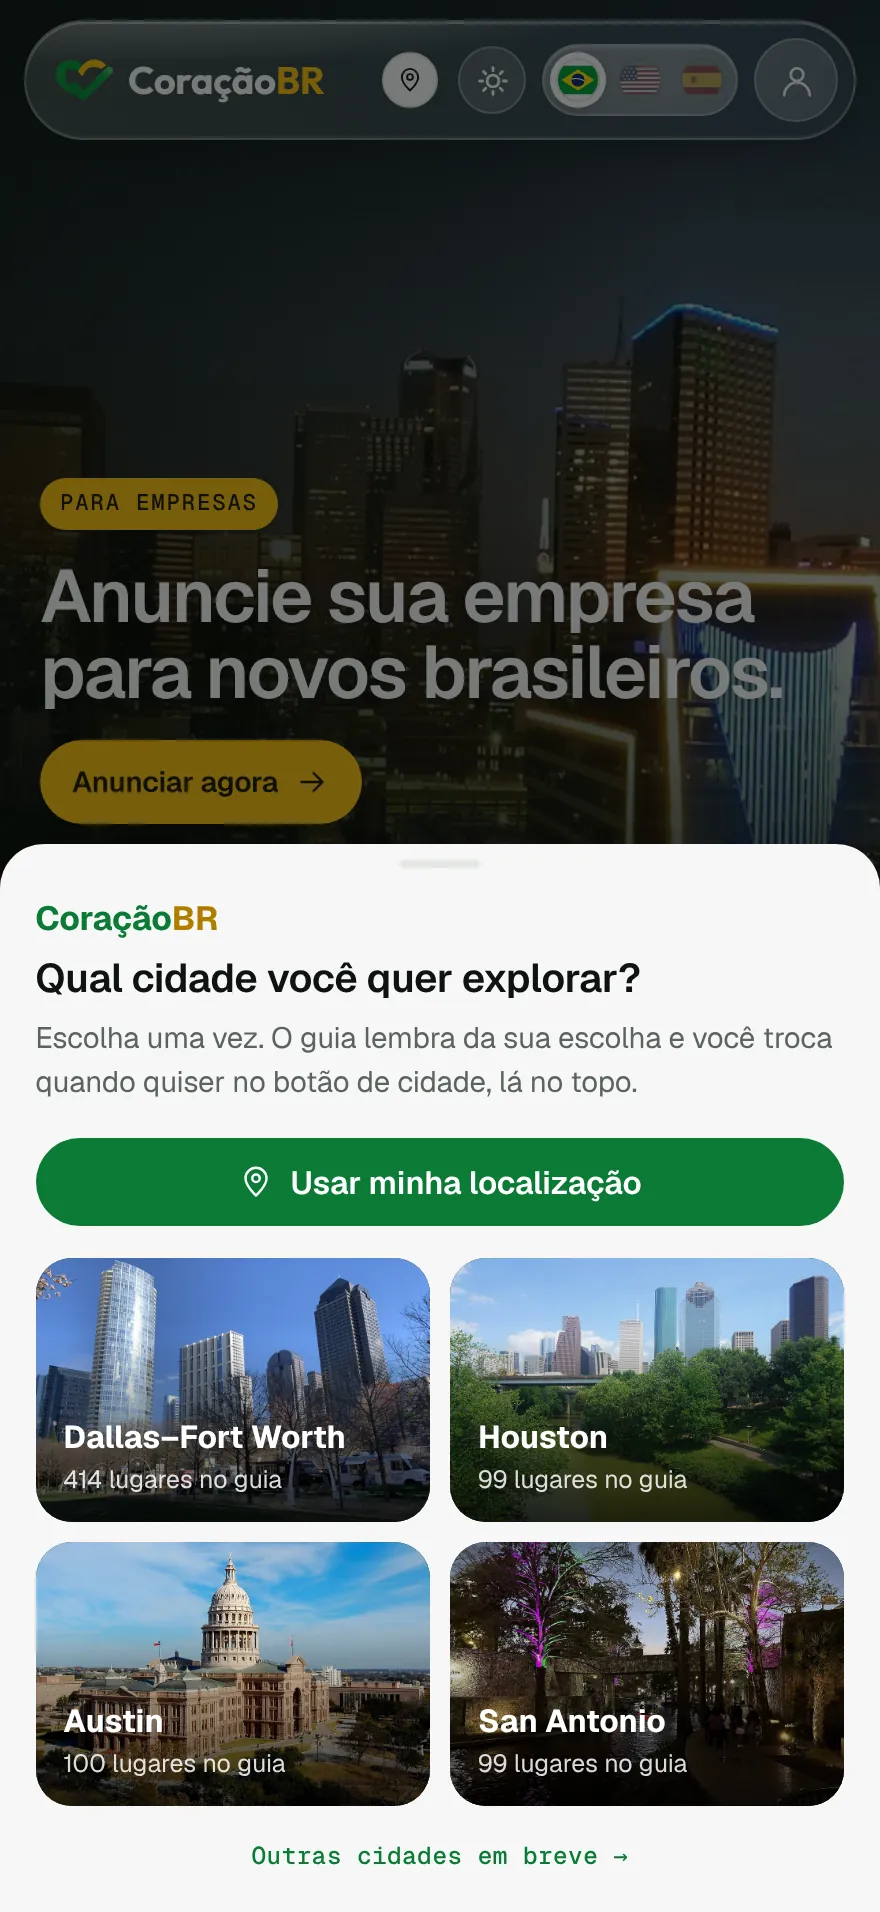 CoraçãoBR
PARA EMPRESAS
Anuncie sua empresa
para novos brasileiros.
Anunciar agora →
CoraçãoBR
Qual cidade você quer explorar?
Escolha uma vez. O guia lembra da sua escolha e você troca
quando quiser no botão de cidade, lá no topo.
Usar minha localização
Dallas–Fort Worth
414 lugares no guia
Houston
99 lugares no guia
Austin
100 lugares no guia
San Antonio
99 lugares no guia
Outras cidades em breve →